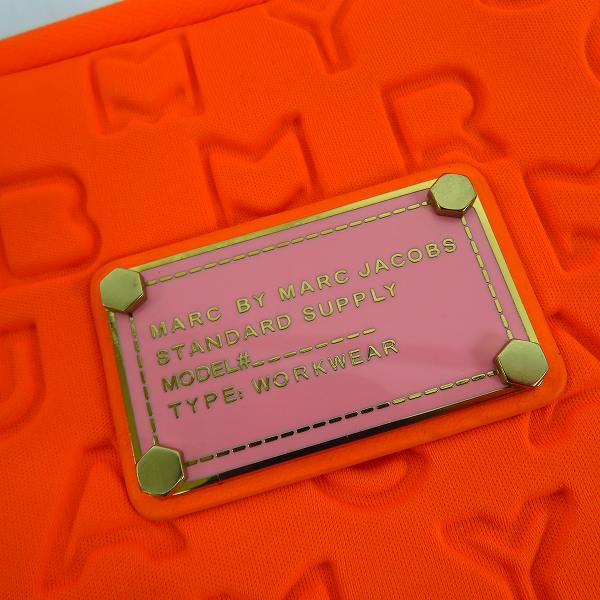 M Y
M M R
B M
MARC BY MARC JACOBS
STANDARD SUPPLY
MODEL#_________
TYPE: WORKWEAR
J
A C Y